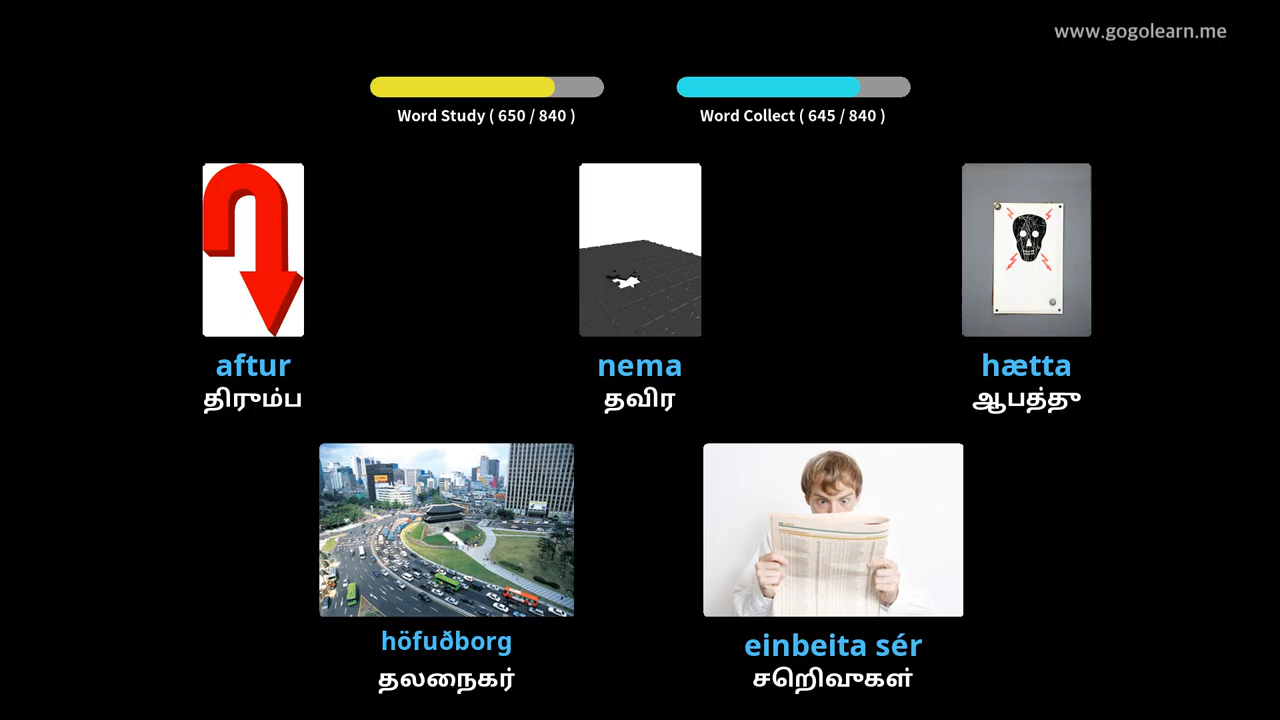 www.gogolearn.me
Word Study ( 650 / 840 )
Word Collect ( 645 / 840 )
aftur
திரும்ப
nema
தவிர
hætta
ஆபத்து
höfuðborg
தலைநகர்
einbeita sér
செறிவுகள்